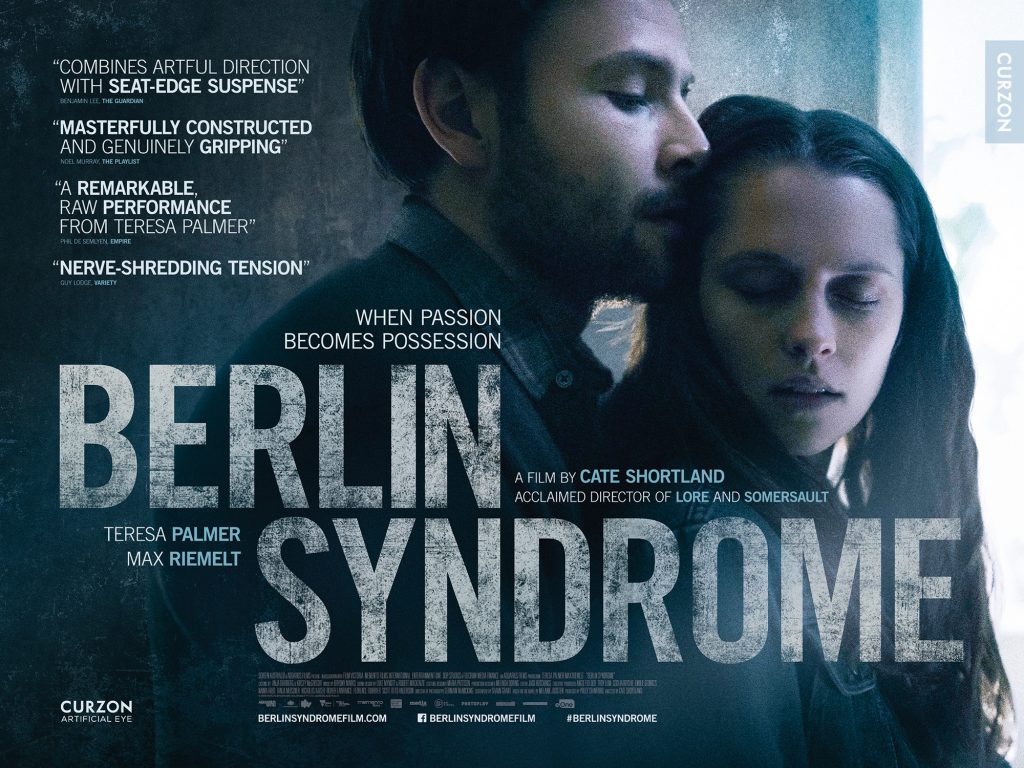 “COMBINES ARTFUL DIRECTION
WITH SEAT-EDGE SUSPENSE”
BENJAMIN LEE, THE GUARDIAN
“MASTERFULLY CONSTRUCTED
AND GENUINELY GRIPPING”
NOEL MURRAY, THE PLAYLIST
“A REMARKABLE,
RAW PERFORMANCE
FROM TERESA PALMER”
PHIL DE SEMLYEN, EMPIRE
“NERVE-SHREDDING TENSION”
GUY LODGE, VARIETY
CURZON
WHEN PASSION
BECOMES POSSESSION
BERLIN
A FILM BY CATE SHORTLAND
ACCLAIMED DIRECTOR OF LORE AND SOMERSAULT
TERESA PALMER
MAX RIEMELT
SYNDROME
CURZON
ARTIFICIAL EYE
BERLINSYNDROMEFILM.COM
BERLINSYNDROMEFILM
#BERLINSYNDROME